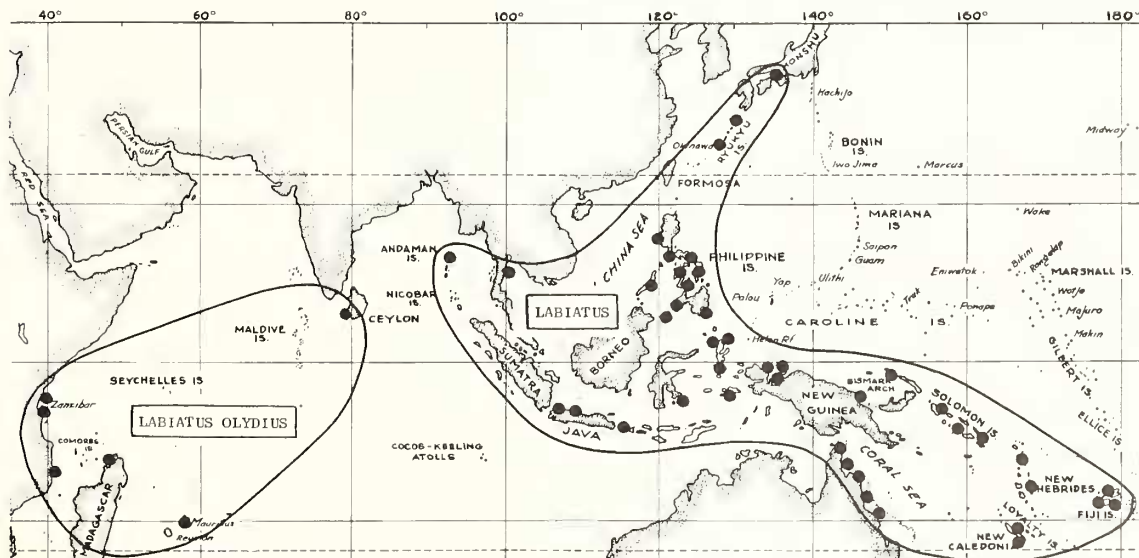 40° 60° 80° 100° 120° 140° 160° 180°
HONSHU
Hachijo
PERSIAN GULF
RED SEA
RYUKYU IS.
Okinawa
BONIN IS.
Midway
Iwo Jima
Marcus
FORMOSA
CHINA SEA
MARIANA IS.
Wake
Saipan
Guam
ANDAMAN IS.
PHILIPPINE IS.
Bikini
Rongelap
MARSHALL IS.
NICOBAR IS.
Yap
Ulithi
Eniwetok
Wotje
Palau
Truk
Ponape
Majuro
LABIATUS
CEYLON
MALDIVE IS.
CAROLINE IS.
Helen Rf.
Makin
GILBERT IS.
SUMATRA
BORNEO
SEYCHELLES IS
BISMARK ARCH
NEW GUINEA
SOLOMON IS.
Zanzibar
LABIATUS OLYDIUS
JAVA
ELLICE IS
COMORES IS
COCOS-KEELING ATOLLS
CORAL SEA
MADAGASCAR
NEW HEBRIDES
Mauritius
Reunion
LOYALTY IS.
FIJI IS.
NEW CALEDONIA